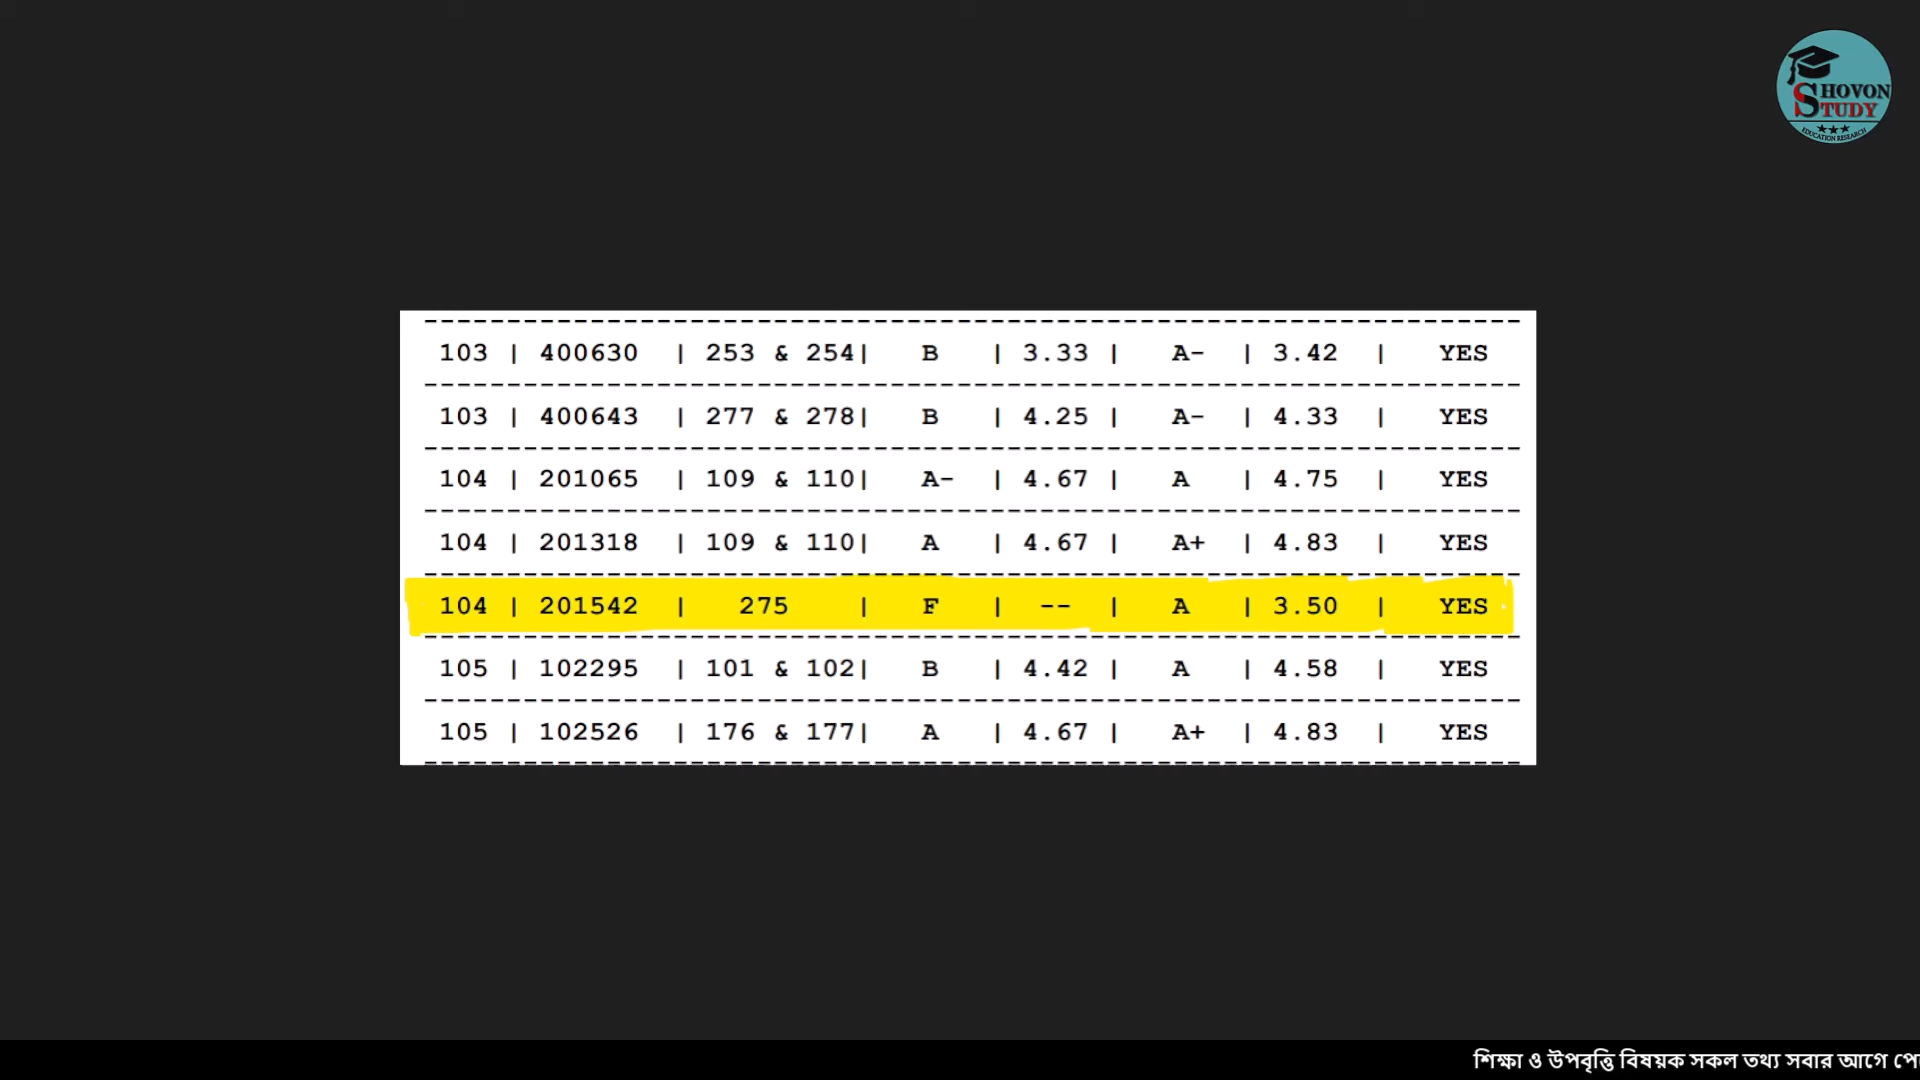 SHOVON
STUDY
EDUCATION RESEARCH
103 | 400630 | 253 & 254| B | 3.33 | A- | 3.42 | YES
103 | 400643 | 277 & 278| B | 4.25 | A- | 4.33 | YES
104 | 201065 | 109 & 110| A- | 4.67 | A | 4.75 | YES
104 | 201318 | 109 & 110| A | 4.67 | A+ | 4.83 | YES
104 | 201542 | 275 | F | -- | A | 3.50 | YES
105 | 102295 | 101 & 102| B | 4.42 | A | 4.58 | YES
105 | 102526 | 176 & 177| A | 4.67 | A+ | 4.83 | YES
শিক্ষা ও উপবৃত্তি বিষয়ক সকল তথ্য সবার আগে